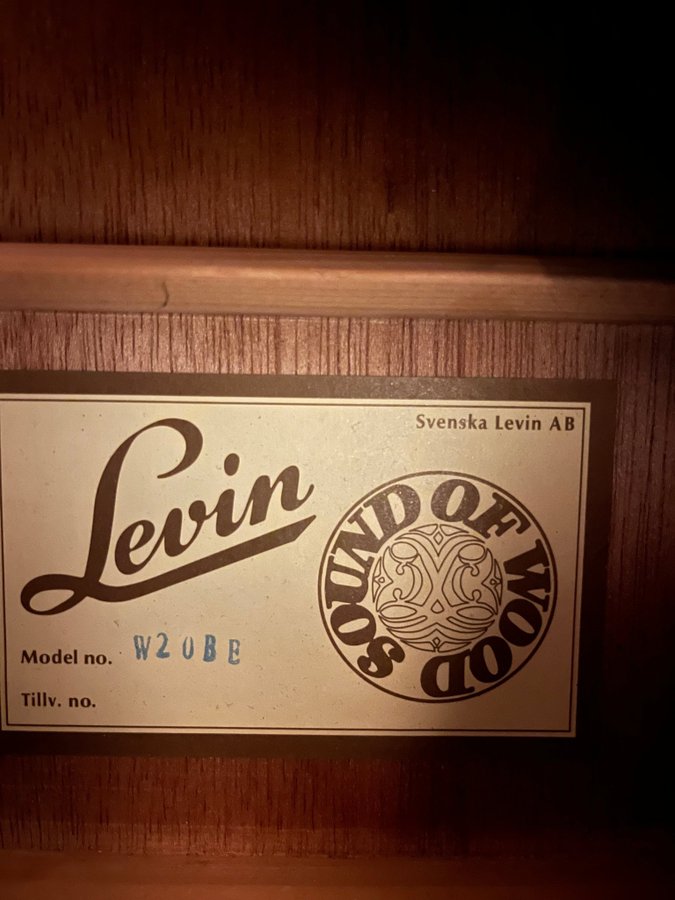 Svenska Levin AB
Levin
SOUND OF WOOD
Model no. W20BE
Tillv. no.